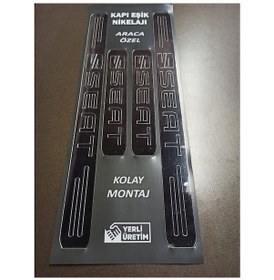 KAPI EŞİK
NİKELAJI
ARACA
ÖZEL
SEAT
SEAT
SEAT
SEAT
KOLAY
MONTAJ
YERLİ
ÜRETİM